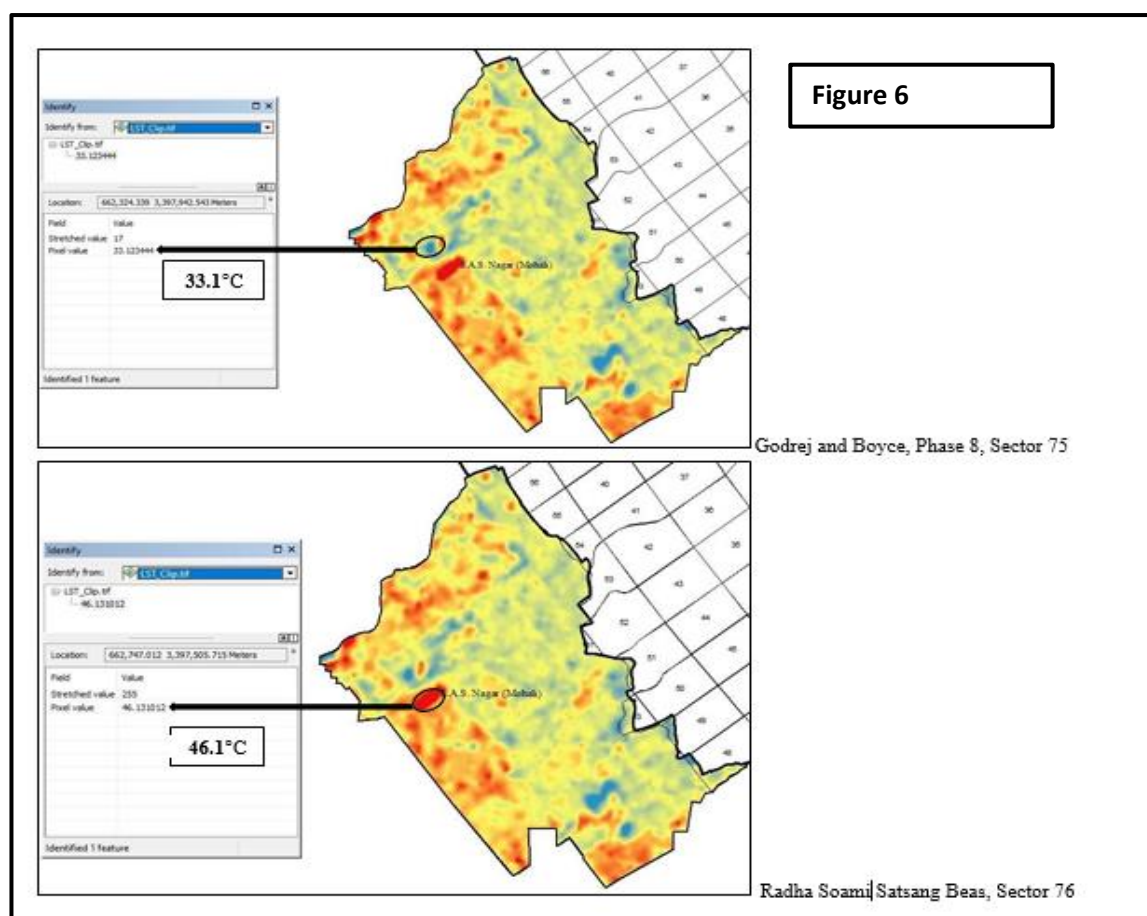 Figure 6
Identify
Identify from: LST_Clip.tif
LST_Clip.tif
33.123444
Location: 662,324.339 3,397,942.543 Meters
Field Value
Stretched value 17
Pixel value 33.123444
33.1°C
Identified 1 feature
.A.S. Nagar (Mohali)
Godrej and Boyce, Phase 8, Sector 75
Identify
Identify from: LST_Clip.tif
LST_Clip.tif
46.131012
Location: 662,747.012 3,397,505.715 Meters
Field Value
Stretched value 255
Pixel value 46.131012
46.1°C
Identified 1 feature
.A.S. Nagar (Mohali)
Radha Soami Satsang Beas, Sector 76